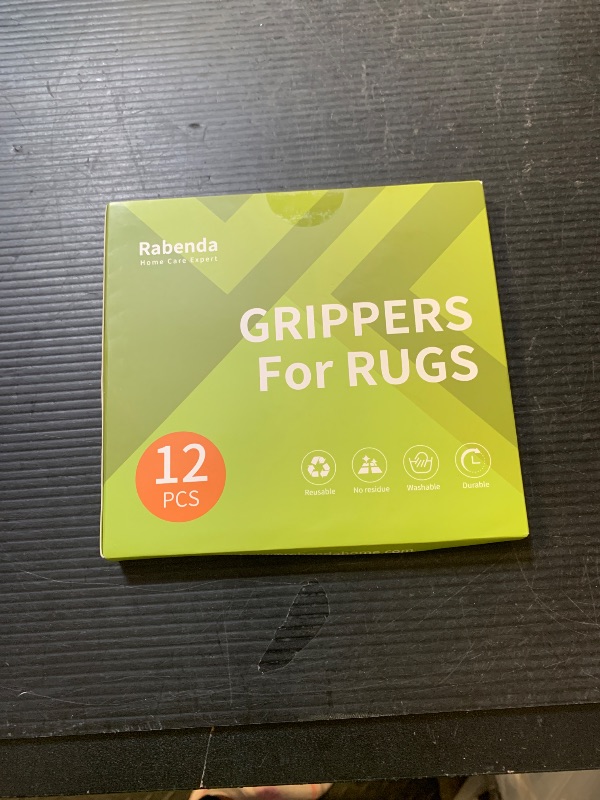 Rabenda
Home Care Expert
GRIPPERS
For RUGS
12
PCS
Reusable
No residue
Washable
Durable